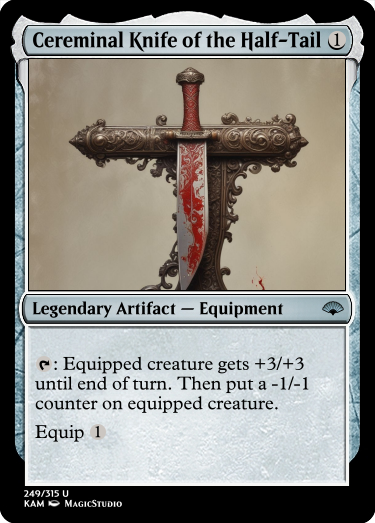 Cereminal Knife of the Half-Tail 1
Legendary Artifact — Equipment
: Equipped creature gets +3/+3
until end of turn. Then put a -1/-1
counter on equipped creature.
Equip 1
249/315 U
KAM MagicStudio